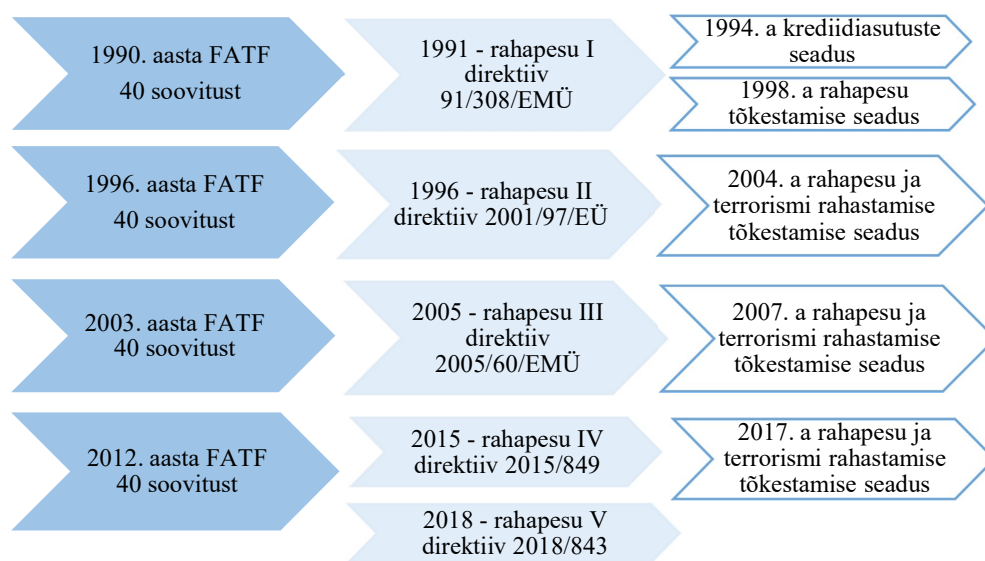 1990. aasta FATF
40 soovitust
1991 - rahapesu I
direktiiv
91/308/EMÜ
1994. a krediidiasutuste
seadus
1998. a rahapesu
tõkestamise seadus
1996. aasta FATF
40 soovitust
1996 - rahapesu II
direktiiv 2001/97/EÜ
2004. a rahapesu ja
terrorismi rahastamise
tõkestamise seadus
2003. aasta FATF
40 soovitust
2005 - rahapesu III
direktiiv
2005/60/EMÜ
2007. a rahapesu ja
terrorismi rahastamise
tõkestamise seadus
2012. aasta FATF
40 soovitust
2015 - rahapesu IV
direktiiv 2015/849
2017. a rahapesu ja
terrorismi rahastamise
tõkestamise seadus
2018 - rahapesu V
direktiiv 2018/843